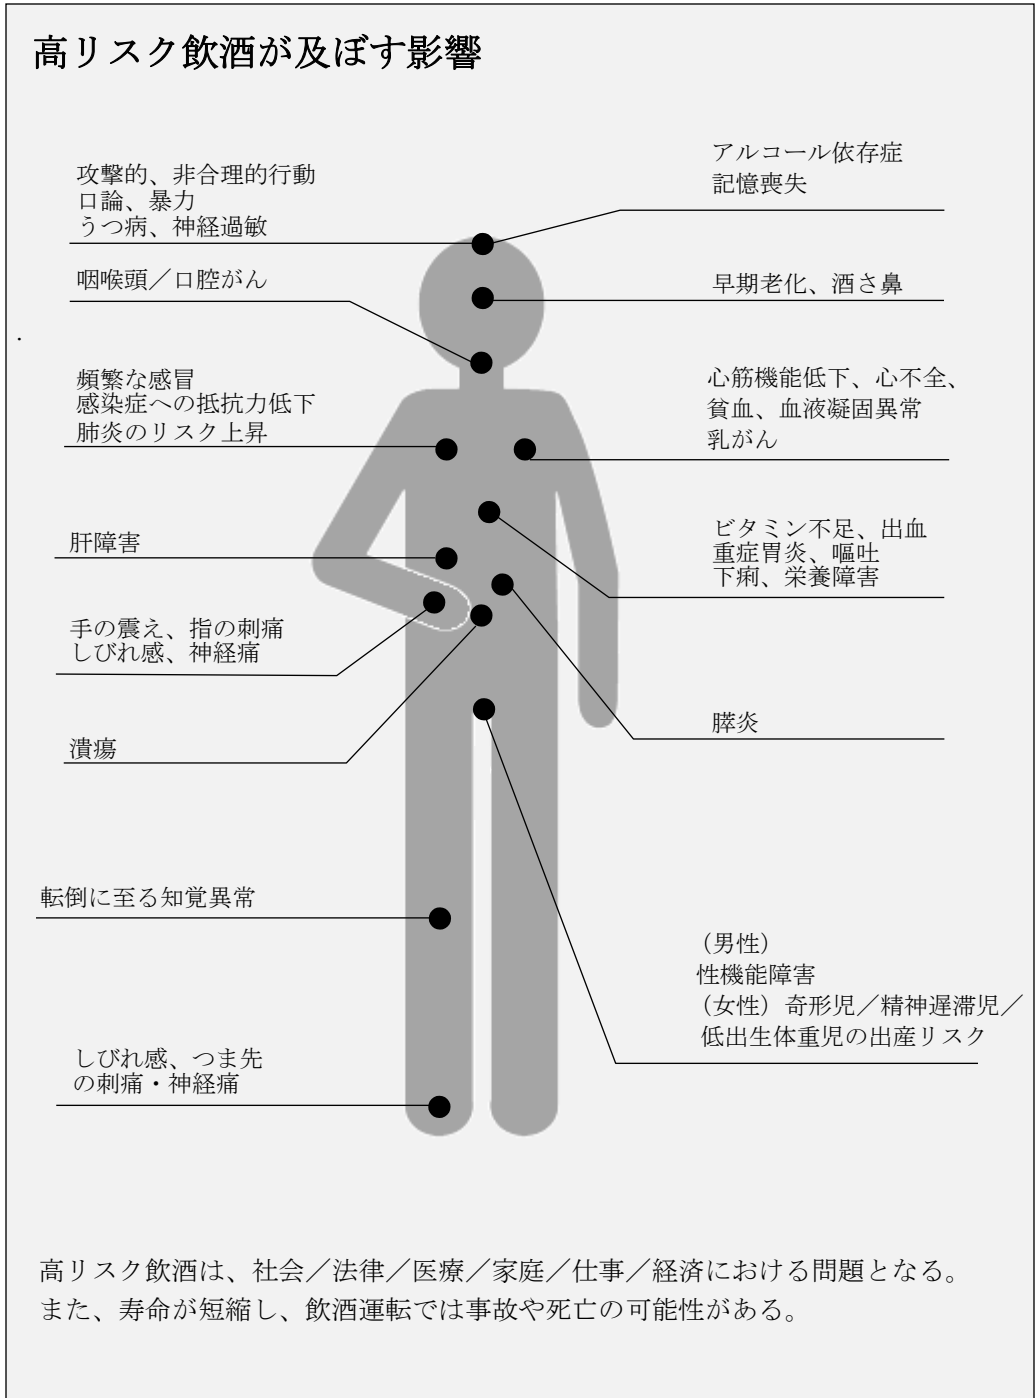 高リスク飲酒が及ぼす影響
攻撃的、非合理的行動
口論、暴力
うつ病、神経過敏
アルコール依存症
記憶喪失
咽喉頭／口腔がん
早期老化、酒さ鼻
頻繁な感冒
感染症への抵抗力低下
肺炎のリスク上昇
心筋機能低下、心不全、
貧血、血液凝固異常
乳がん
肝障害
ビタミン不足、出血
重症胃炎、嘔吐
下痢、栄養障害
手の震え、指の刺痛
しびれ感、神経痛
潰瘍
膵炎
転倒に至る知覚異常
（男性）
性機能障害
（女性）奇形児／精神遅滞児／
低出生体重児の出産リスク
しびれ感、つま先
の刺痛・神経痛
高リスク飲酒は、社会／法律／医療／家庭／仕事／経済における問題となる。
また、寿命が短縮し、飲酒運転では事故や死亡の可能性がある。